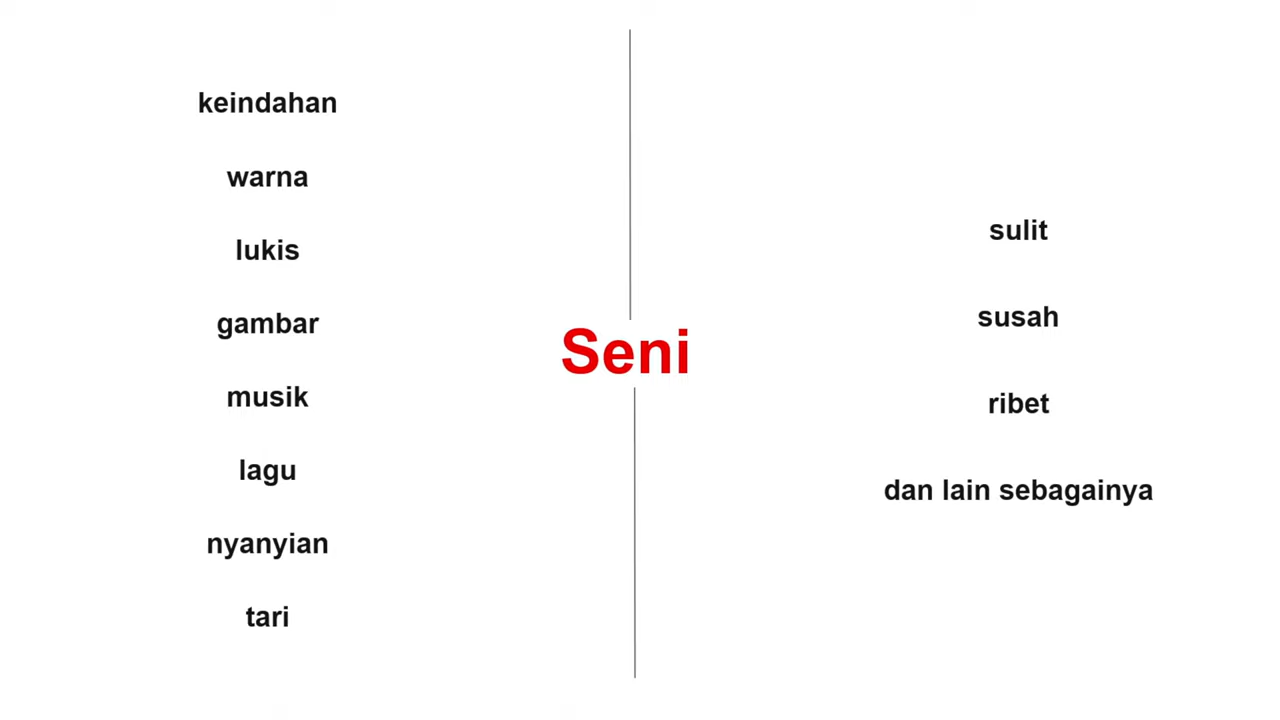 keindahan
warna
lukis
gambar
musik
lagu
nyanyian
tari
Seni
sulit
susah
ribet
dan lain sebagainya